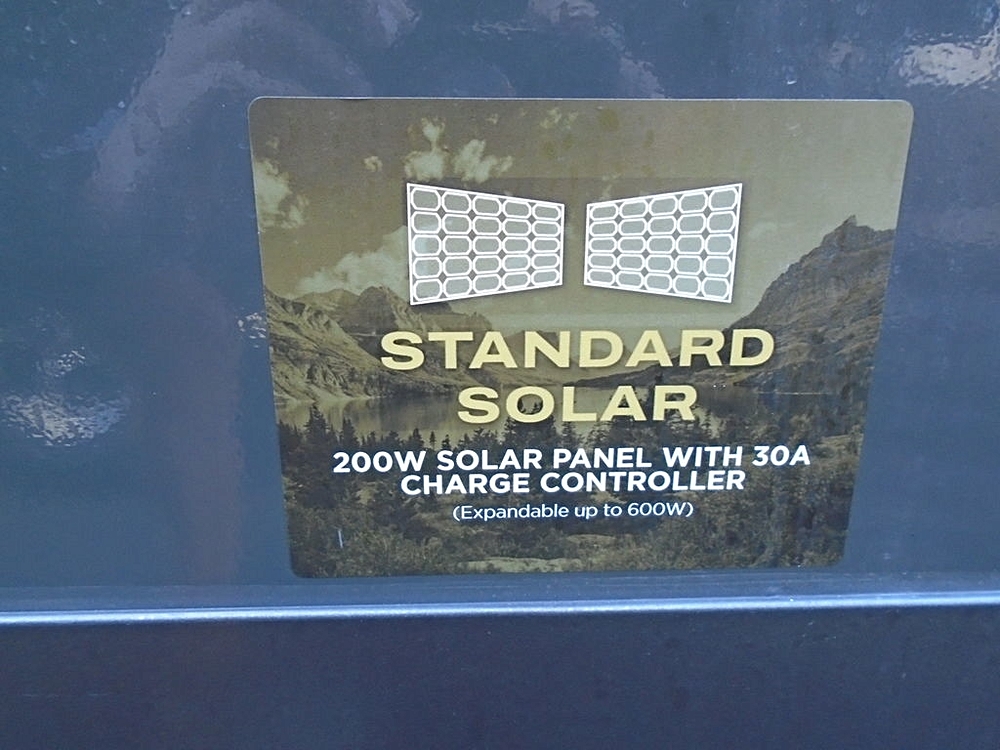 STANDARD
SOLAR
200W SOLAR PANEL WITH 30A
CHARGE CONTROLLER
(Expandable up to 600W)